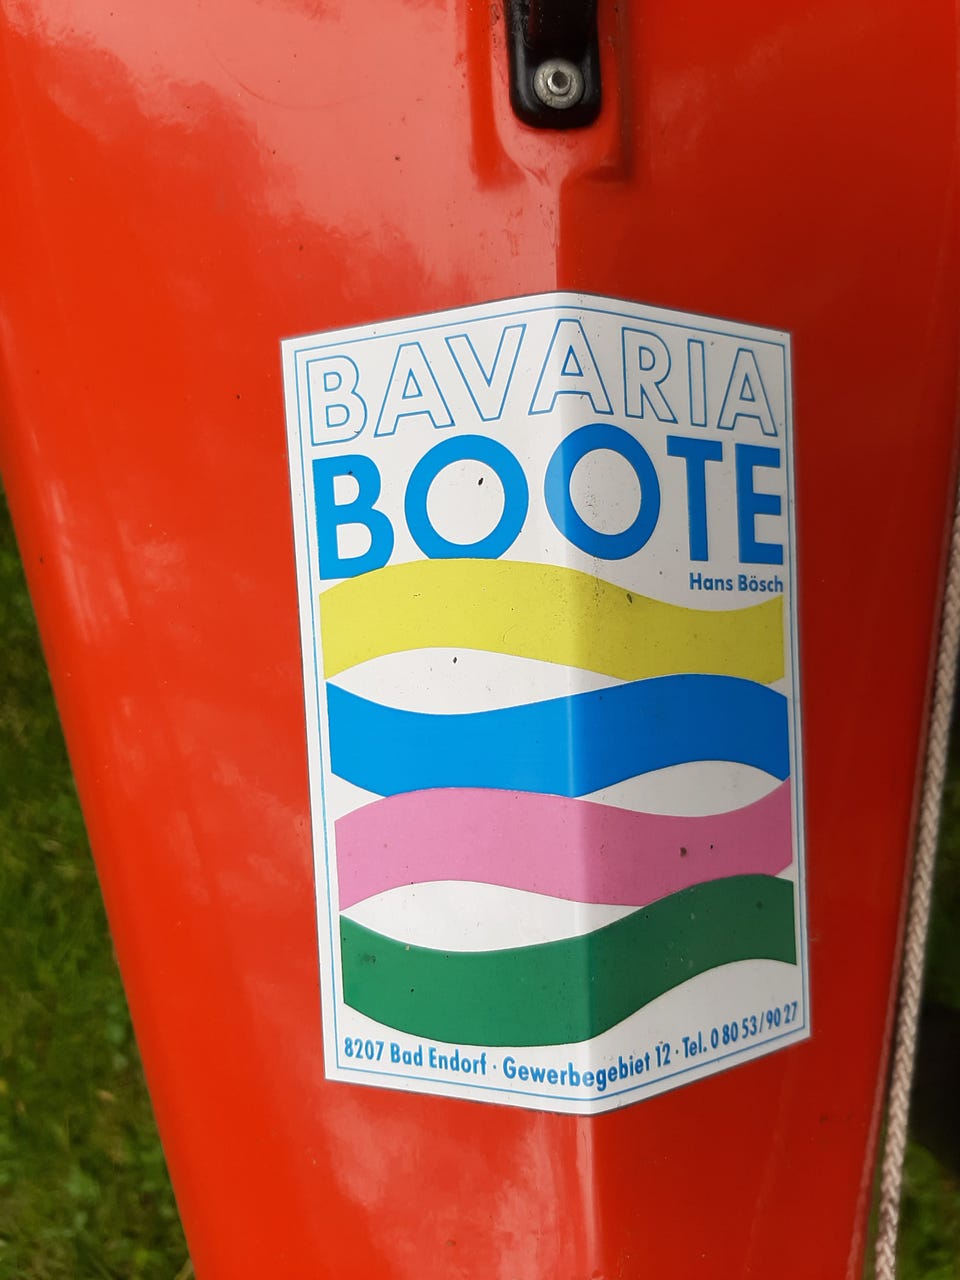 BAVARIA
BOOTE
Hans Bösch
8207 Bad Endorf · Gewerbegebiet 12 · Tel. 0 80 53/90 27